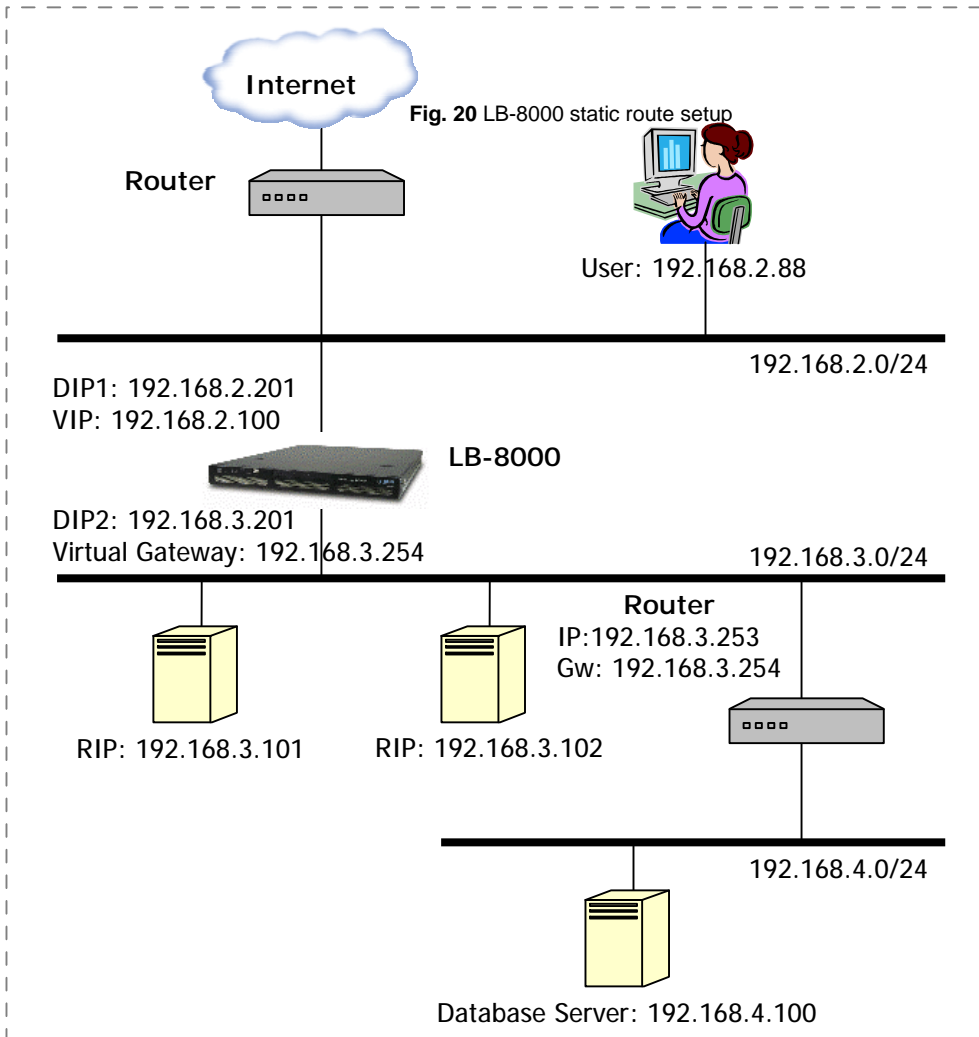 Internet
Fig. 20 LB-8000 static route setup
Router
User: 192.168.2.88
192.168.2.0/24
DIP1: 192.168.2.201
VIP: 192.168.2.100
LB-8000
DIP2: 192.168.3.201
Virtual Gateway: 192.168.3.254
192.168.3.0/24
Router
IP:192.168.3.253
Gw: 192.168.3.254
RIP: 192.168.3.101
RIP: 192.168.3.102
192.168.4.0/24
Database Server: 192.168.4.100